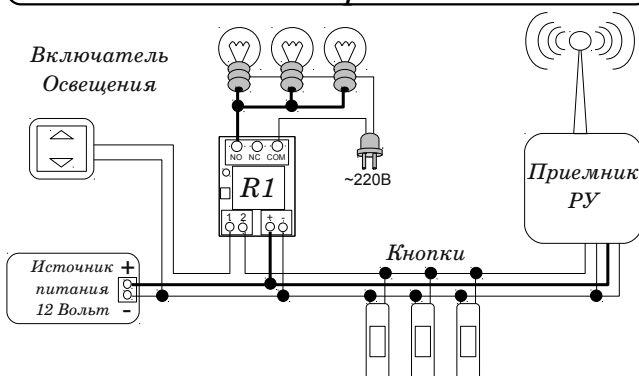 Включатель
Освещения
NO NC COM
R1
1 2 + -
~220В
Приемник
РУ
Кнопки
Источник +
питания
12 Вольт -